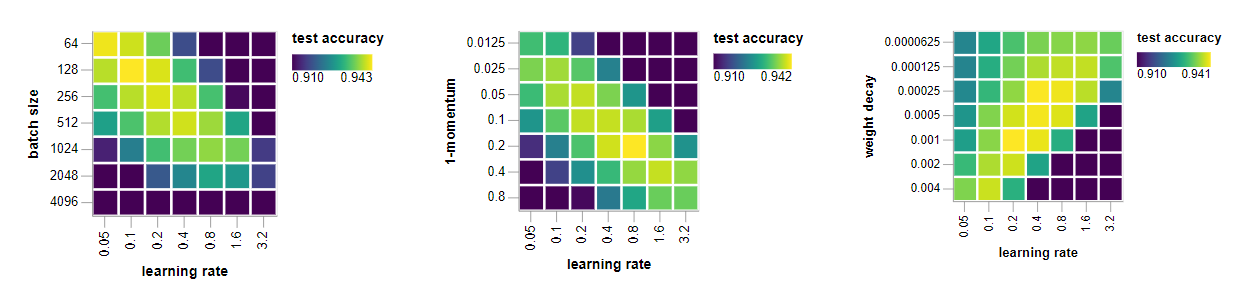 test accuracy
0.910 0.943
batch size
64
128
256
512
1024
2048
4096
0.05 0.1 0.2 0.4 0.8 1.6 3.2
learning rate
test accuracy
0.910 0.942
1-momentum
0.0125
0.025
0.05
0.1
0.2
0.4
0.8
0.05 0.1 0.2 0.4 0.8 1.6 3.2
learning rate
test accuracy
0.910 0.941
weight decay
0.0000625
0.000125
0.00025
0.0005
0.001
0.002
0.004
0.05 0.1 0.2 0.4 0.8 1.6 3.2
learning rate